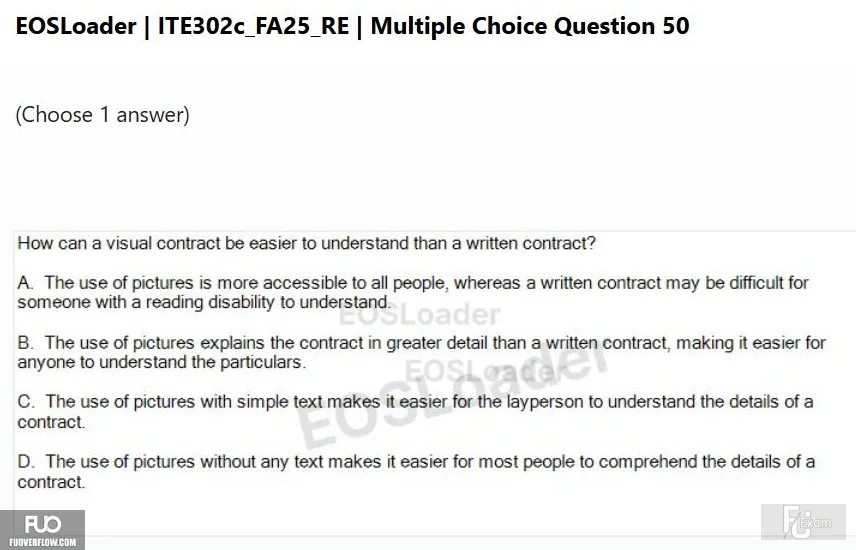 EOSLoader | ITE302c_FA25_RE | Multiple Choice Question 50
(Choose 1 answer)
How can a visual contract be easier to understand than a written contract?
A. The use of pictures is more accessible to all people, whereas a written contract may be difficult for
someone with a reading disability to understand.
EOSLoader
B. The use of pictures explains the contract in greater detail than a written contract, making it easier for
anyone to understand the particulars.
EOSLoader
EOSLoader
C. The use of pictures with simple text makes it easier for the layperson to understand the details of a
contract.
D. The use of pictures without any text makes it easier for most people to comprehend the details of a
contract.
FUO
FUOVERFLOW.COM
Exam